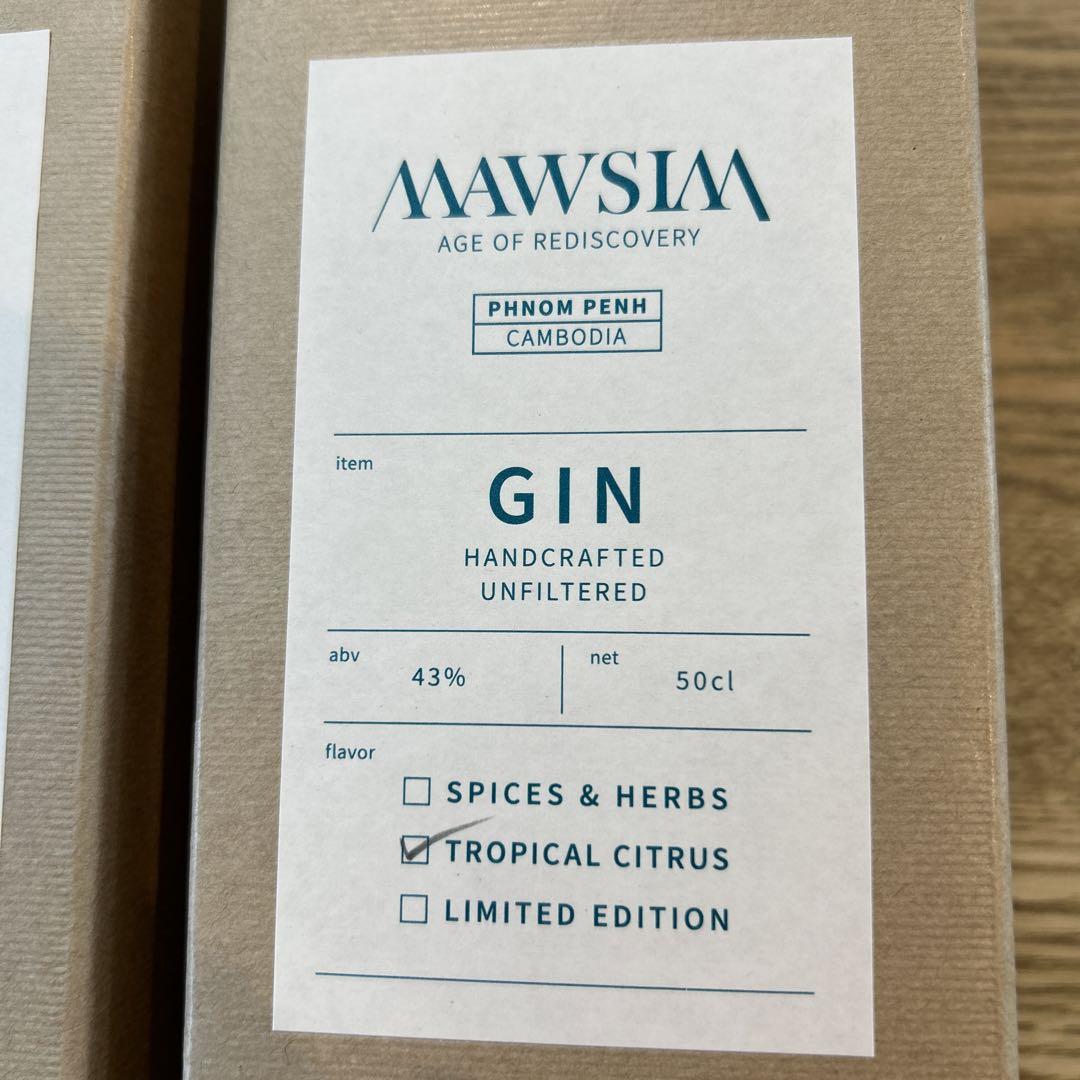 MAWSIM
AGE OF REDISCOVERY
PHNOM PENH
CAMBODIA
item
GIN
HANDCRAFTED
UNFILTERED
abv
43%
net
50cl
flavor
SPICES & HERBS
TROPICAL CITRUS
LIMITED EDITION